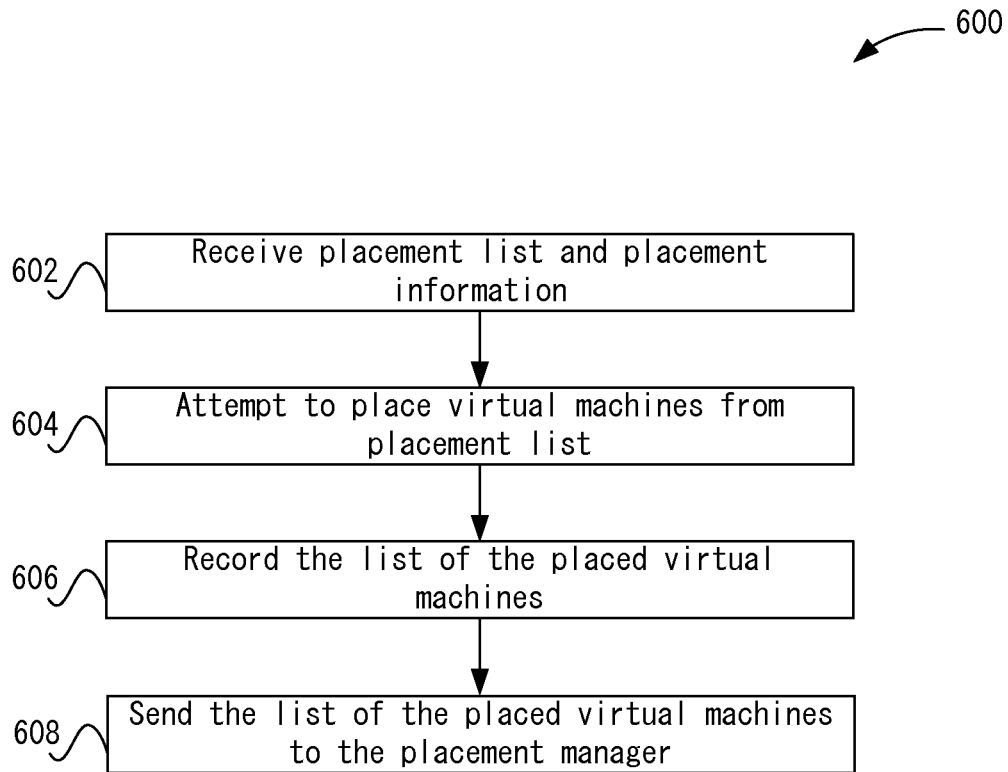 600
602
Receive placement list and placement
information
604
Attempt to place virtual machines from
placement list
606
Record the list of the placed virtual
machines
608
Send the list of the placed virtual machines
to the placement manager